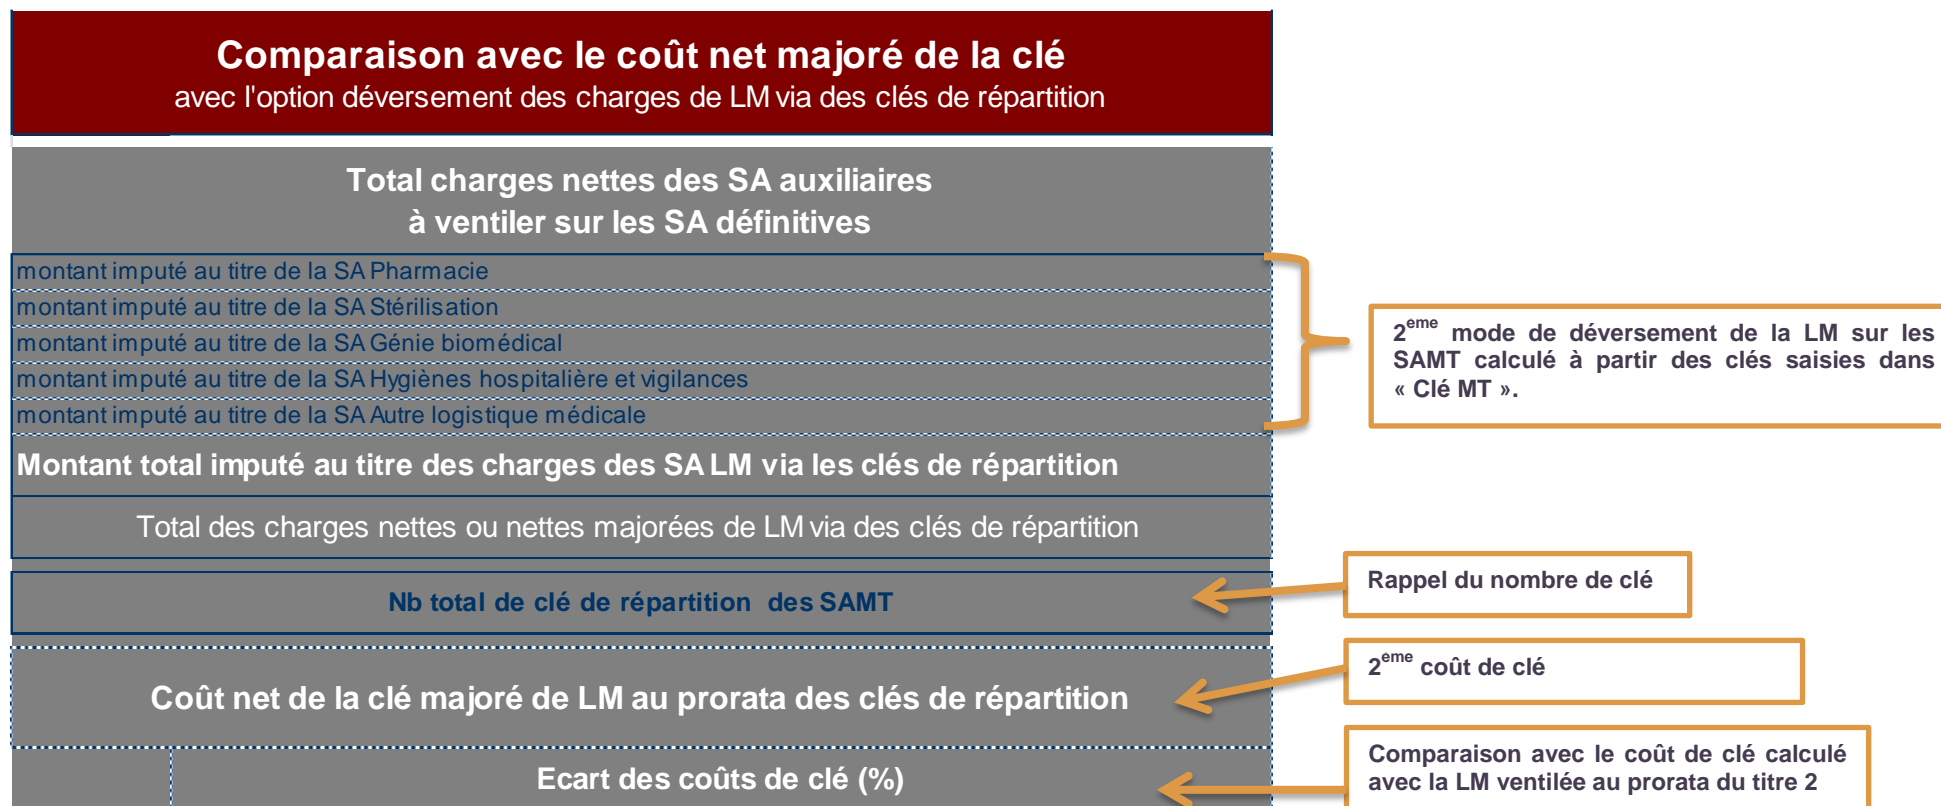 Comparaison avec le coût net majoré de la clé
avec l'option déversement des charges de LM via des clés de répartition
Total charges nettes des SA auxiliaires
à ventiler sur les SA définitives
montant imputé au titre de la SA Pharmacie
montant imputé au titre de la SA Stérilisation
montant imputé au titre de la SA Génie biomédical
montant imputé au titre de la SA Hygiènes hospitalière et vigilances
montant imputé au titre de la SA Autre logistique médicale
2eme mode de déversement de la LM sur les
SAMT calculé à partir des clés saisies dans
« Clé MT ».
Montant total imputé au titre des charges des SA LM via les clés de répartition
Total des charges nettes ou nettes majorées de LM via des clés de répartition
Nb total de clé de répartition des SAMT
Rappel du nombre de clé
Coût net de la clé majoré de LM au prorata des clés de répartition
2eme coût de clé
Ecart des coûts de clé (%)
Comparaison avec le coût de clé calculé
avec la LM ventilée au prorata du titre 2